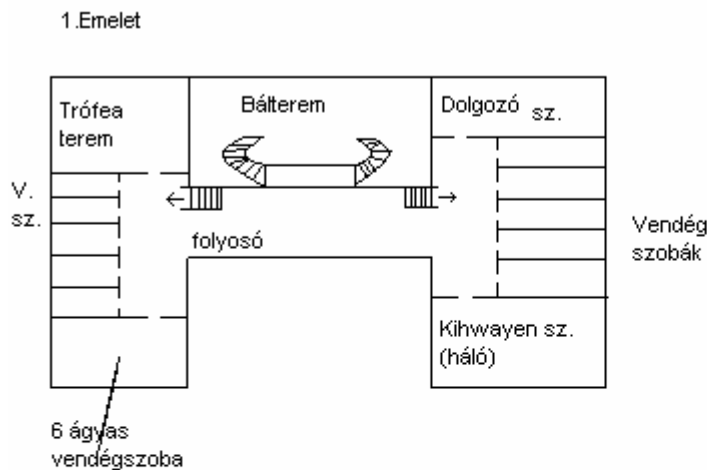 1.Emelet
Trófea
terem
Bálterem
Dolgozó sz.
V.
sz.
folyosó
Vendég
szobák
Kihwayen sz.
(háló)
6 ágyas
vendégszoba